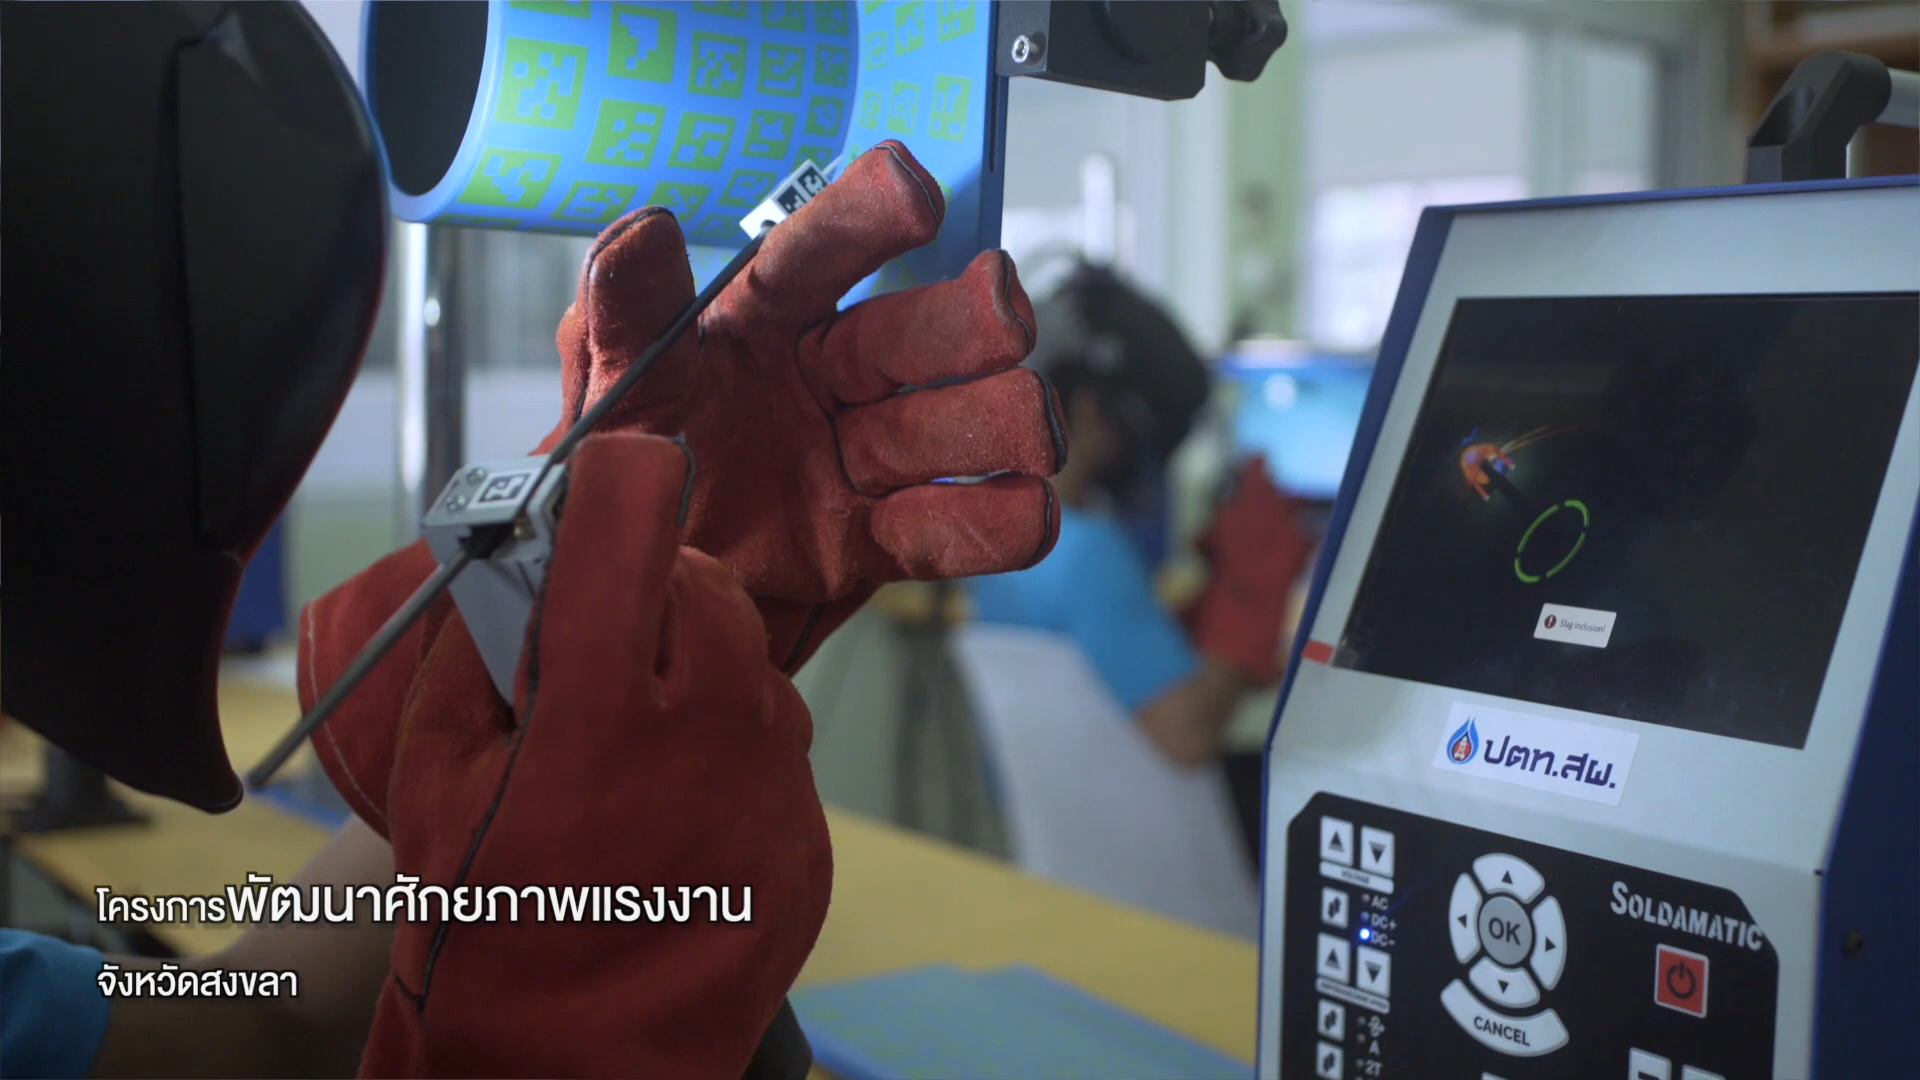 Slag inclusion!
ปตท.สผ.
VOLTAGE
AC
DC+
DC-
OK
CANCEL
SOLDAMATIC
A
2T
โครงการพัฒนาศักยภาพแรงงาน
จังหวัดสงขลา